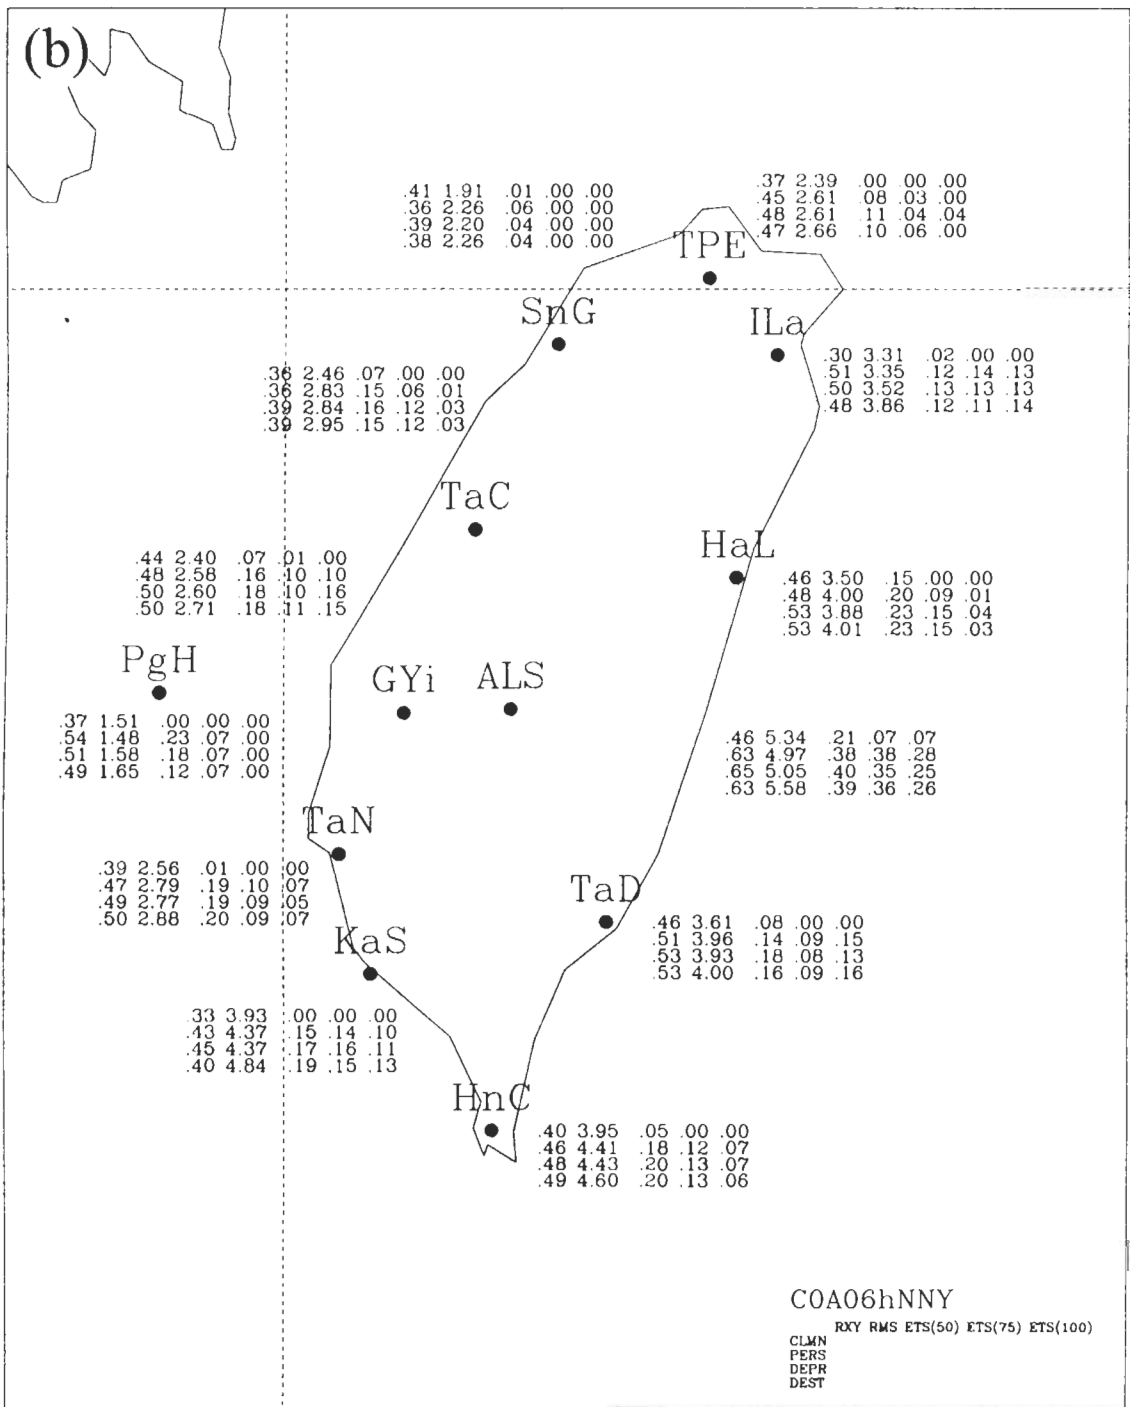 (b)
.41 1.91 .01 .00 .00
.36 2.26 .06 .00 .00
.39 2.20 .04 .00 .00
.38 2.26 .04 .00 .00
.37 2.39 .00 .00 .00
.45 2.61 .08 .03 .00
.48 2.61 .11 .04 .04
.47 2.66 .10 .06 .00
TPE
SnG
ILa
.30 3.31 .02 .00 .00
.51 3.35 .12 .14 .13
.50 3.52 .13 .13 .13
.48 3.86 .12 .11 .14
.36 2.46 .07 .00 .00
.36 2.83 .15 .06 .01
.39 2.84 .16 .12 .03
.39 2.95 .15 .12 .03
TaC
HaL
.44 2.40 .07 .01 .00
.48 2.58 .16 .10 .10
.50 2.60 .18 .10 .16
.50 2.71 .18 .11 .15
.46 3.50 .15 .00 .00
.48 4.00 .20 .09 .01
.53 3.88 .23 .15 .04
.53 4.01 .23 .15 .03
PgH
GYi
ALS
.37 1.51 .00 .00 .00
.54 1.48 .23 .07 .00
.51 1.58 .18 .07 .00
.49 1.65 .12 .07 .00
.46 5.34 .21 .07 .07
.63 4.97 .38 .38 .28
.65 5.05 .40 .35 .25
.63 5.58 .39 .36 .26
TaN
.39 2.56 .01 .00 .00
.47 2.79 .19 .10 .07
.49 2.77 .19 .09 .05
.50 2.88 .20 .09 .07
TaD
.46 3.61 .08 .00 .00
.51 3.96 .14 .09 .15
.53 3.93 .18 .08 .13
.53 4.00 .16 .09 .16
KaS
.33 3.93 .00 .00 .00
.43 4.37 .15 .14 .10
.45 4.37 .17 .16 .11
.40 4.84 .19 .15 .13
HnC
.40 3.95 .05 .00 .00
.46 4.41 .18 .12 .07
.48 4.43 .20 .13 .07
.49 4.60 .20 .13 .06
C0A06hNNY
RXY RMS ETS(50) ETS(75) ETS(100)
CLMN
PERS
DEPR
DEST